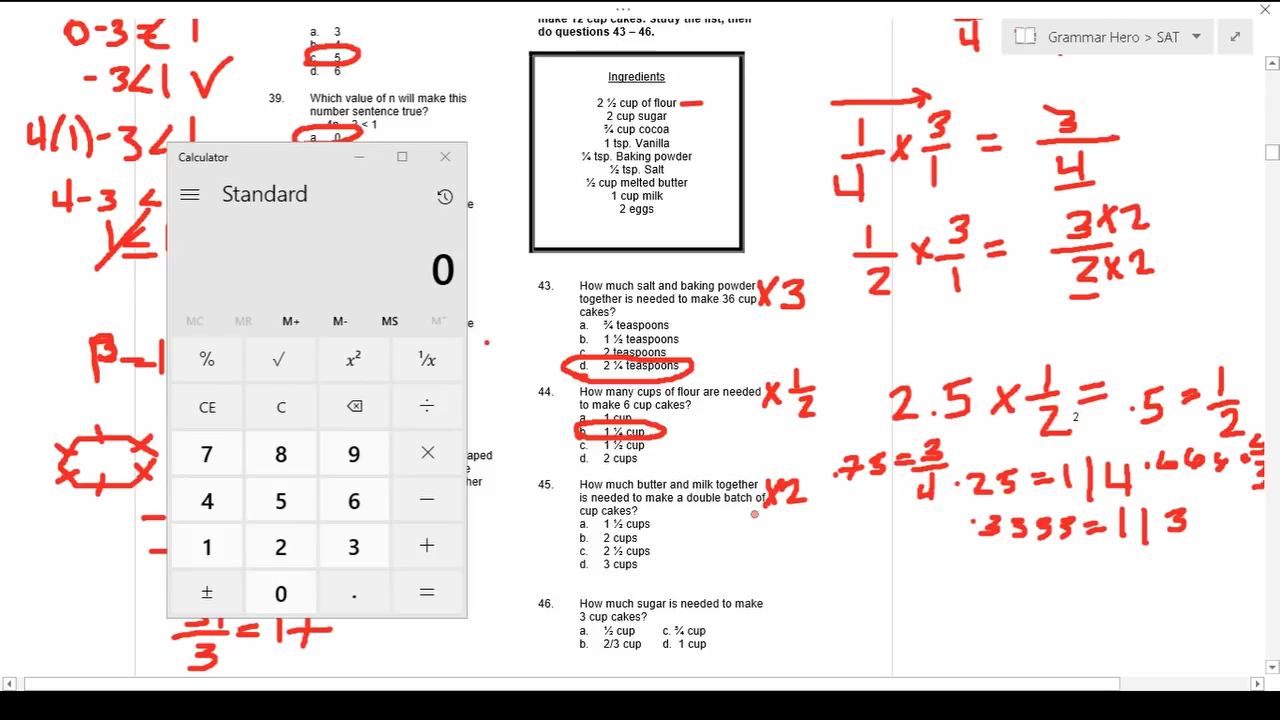 0-3 < 1
- 3 < 1 ✓
4(1) - 3 < 1
4 - 3 <
a. 3
c. 5
d. 6
39. Which value of n will make this
number sentence true?
< 1
a. 0
Calculator
Standard
0
MC MR M+ M- MS M˅
% √ x² ¹/x
CE C ÷
7 8 9 ×
4 5 6 −
1 2 3 +
± 0 . =
aped
her
3
= 1+
make 12 cup cakes. Study the list, then
do questions 43 – 46.
Ingredients
2 ½ cup of flour
2 cup sugar
¾ cup cocoa
1 tsp. Vanilla
¼ tsp. Baking powder
½ tsp. Salt
½ cup melted butter
1 cup milk
2 eggs
43. How much salt and baking powder
together is needed to make 36 cup
cakes?
a. ¾ teaspoons
b. 1 ½ teaspoons
c. 2 teaspoons
d. 2 ¼ teaspoons
x 3
44. How many cups of flour are needed
to make 6 cup cakes?
a. 1 cup
b. 1 ¼ cup
c. 1 ½ cup
d. 2 cups
x 1/2
45. How much butter and milk together
is needed to make a double batch of
cup cakes?
a. 1 ½ cups
b. 2 cups
c. 2 ½ cups
d. 3 cups
x2
46. How much sugar is needed to make
3 cup cakes?
a. ½ cup c. ¾ cup
b. 2/3 cup d. 1 cup
4
Grammar Hero > SAT
1/4 x 3/1 = 3/4
1/2 x 3/1 = 3x2/2x2
2.5 x 1/2 = .5 = 1/2
2
.75 = 3/4 .25 = 1/4
.3333 = 1/3